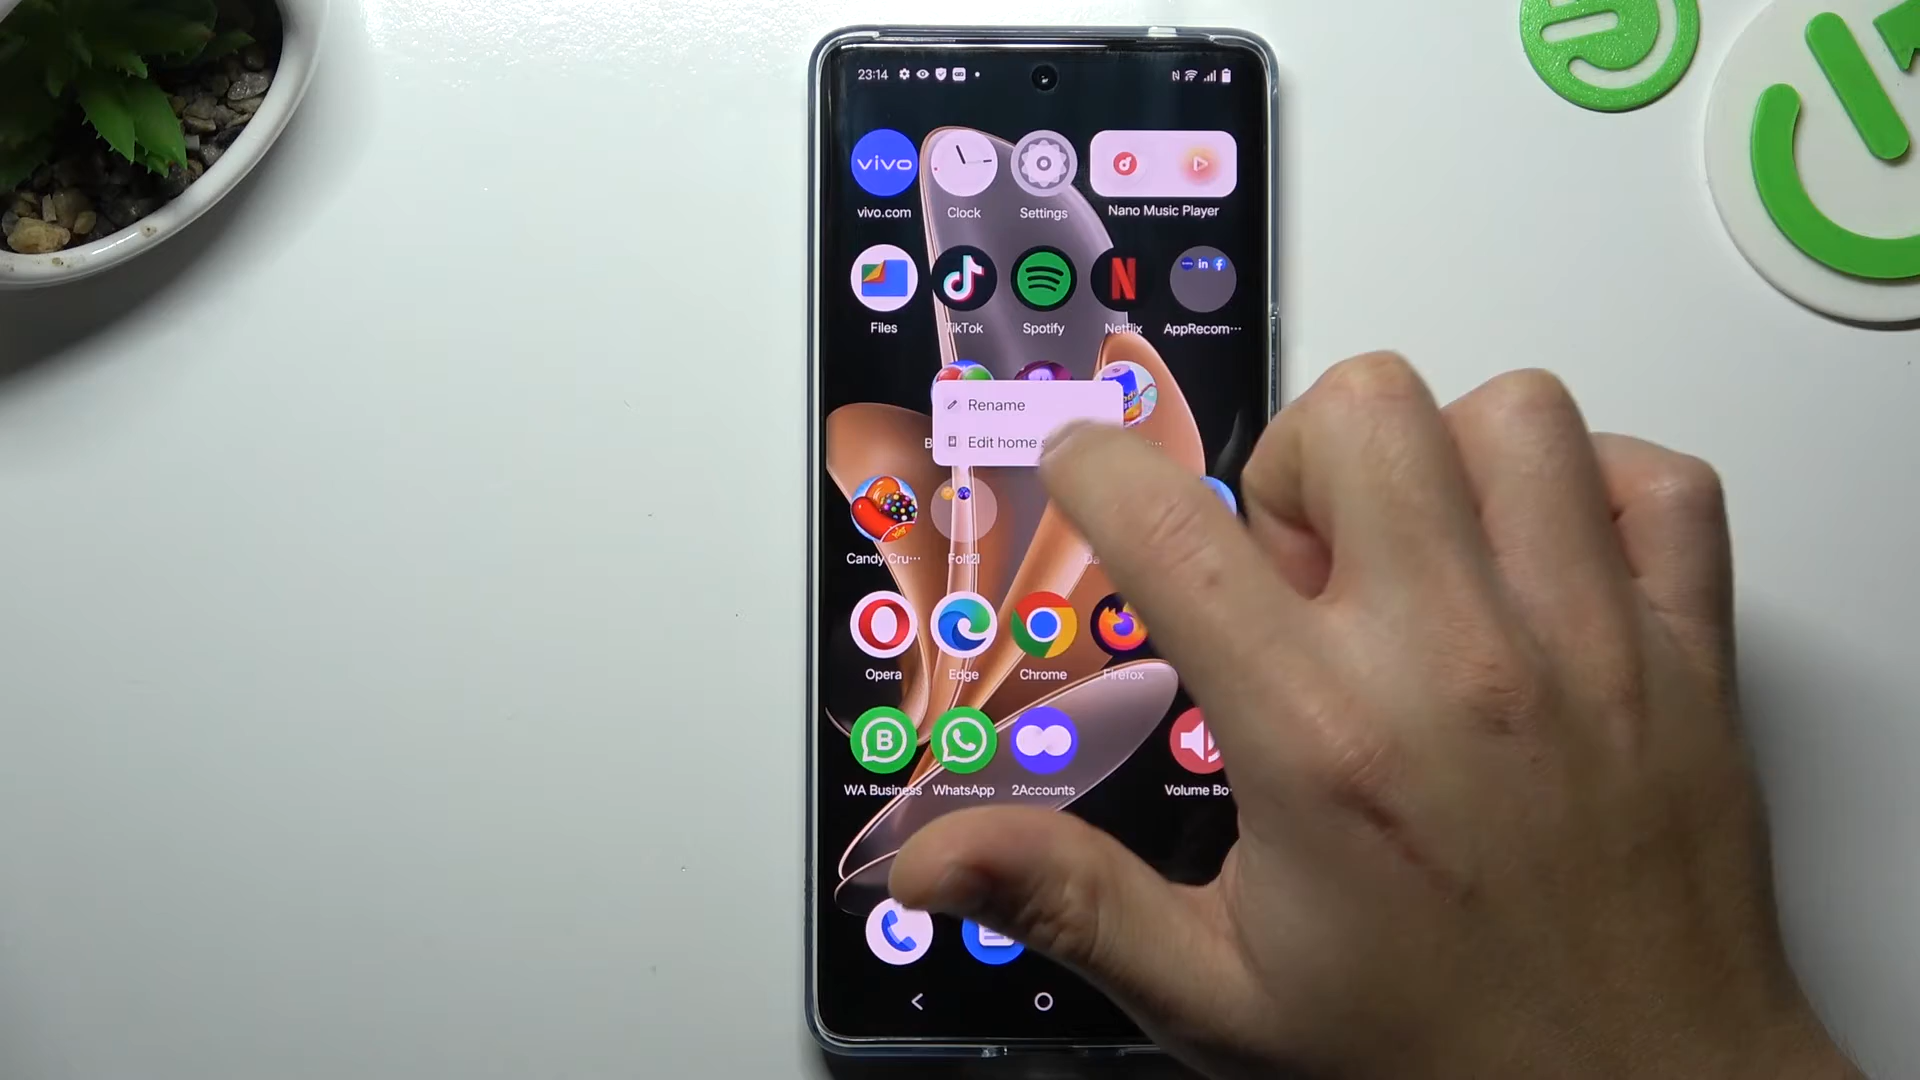 23:14
vivo
vivo.com
Clock
Settings
Nano Music Player
Files
TikTok
Spotify
Netflix
AppRecom···
Rename
Edit home
Candy Cru···
Folt2l
Opera
Edge
Chrome
Firefox
WA Business
WhatsApp
2Accounts
Volume Bo